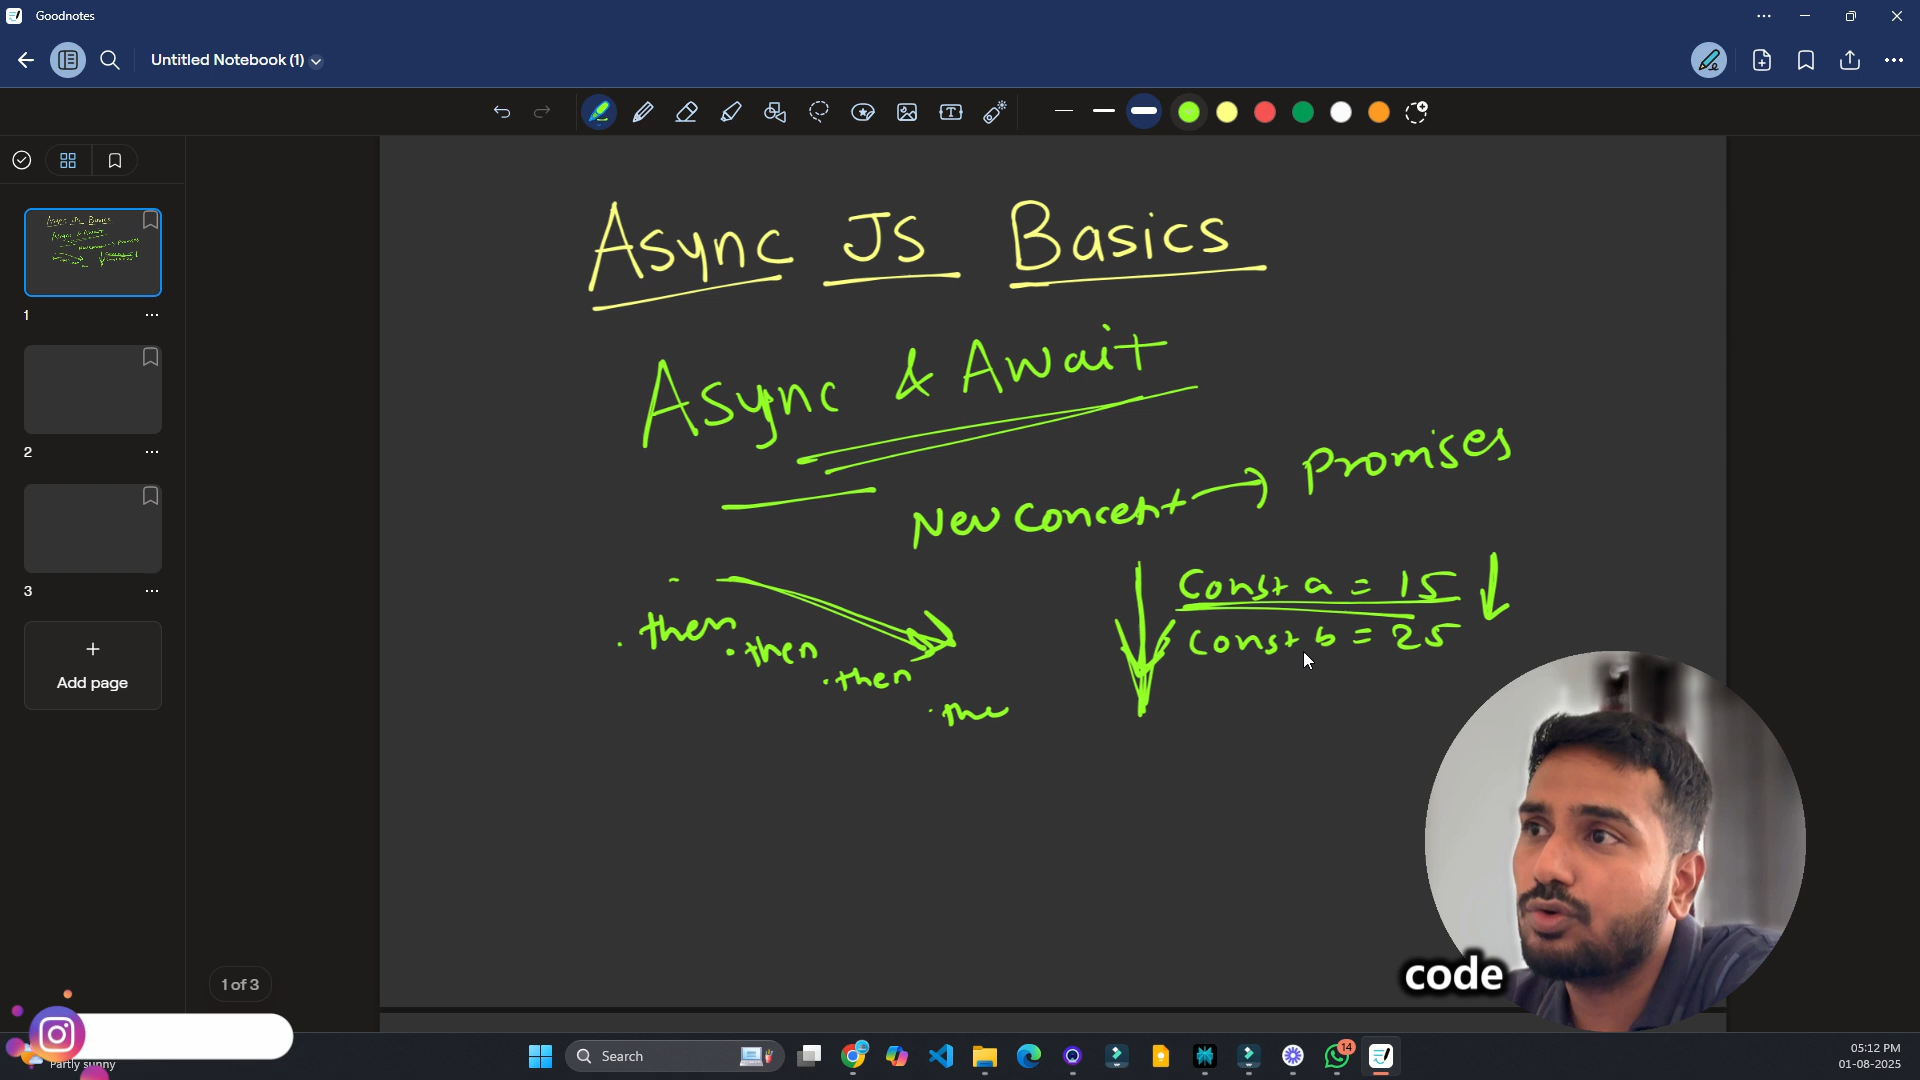 Goodnotes
Untitled Notebook (1)
Async JS Basics
Async & Await
New Concept → Promises
.then
.then
.then
.the
Const a = 15
Const b = 25
1
2
3
+
Add page
1 of 3
code
Partly sunny
Search
14
05:12 PM
01-08-2025